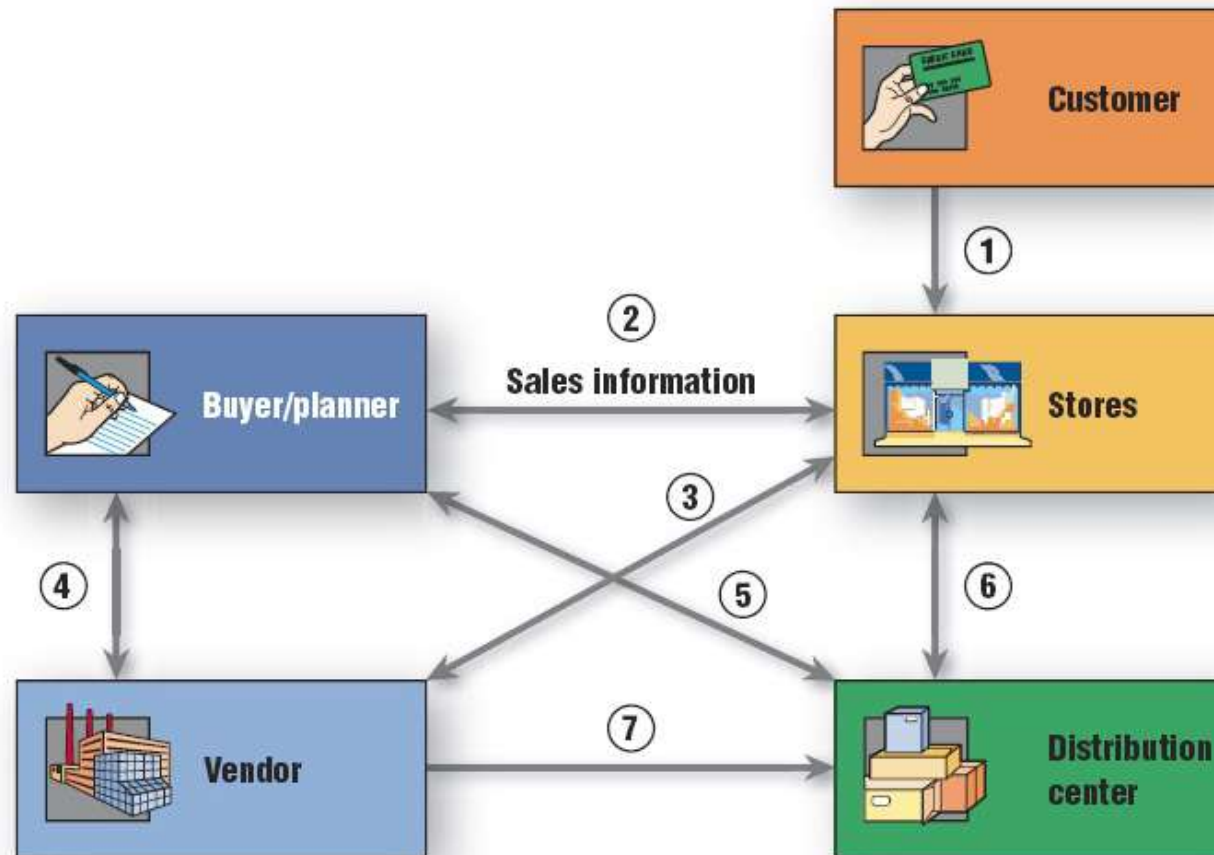 Customer
①
②
Sales information
Buyer/planner
Stores
③
④
⑤
⑥
Vendor
⑦
Distribution
center